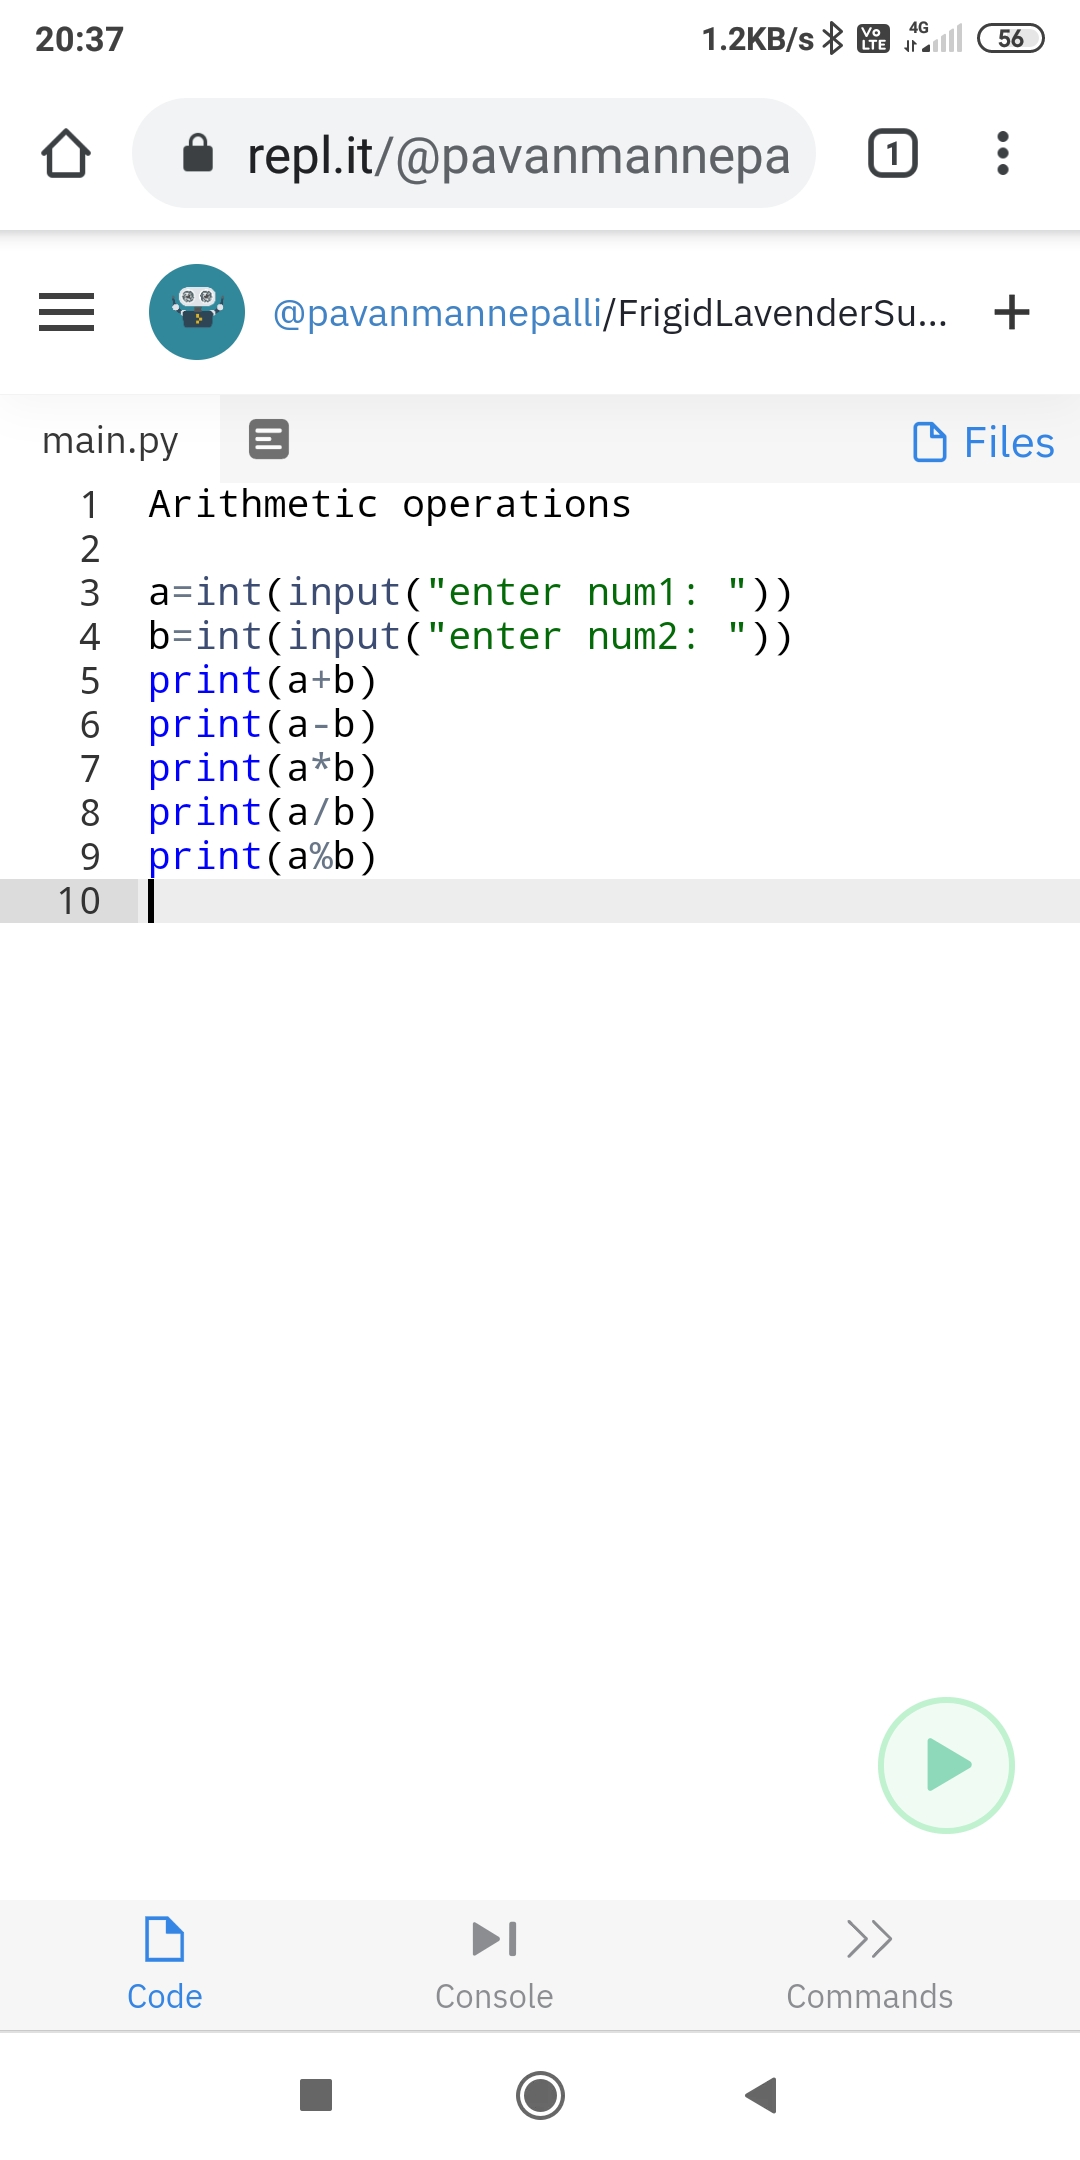 20:37 1.2KB/s Vo LTE 4G 56
repl.it/@pavanmannepa 1
@pavanmannepalli/FrigidLavenderSu...
main.py Files
1 Arithmetic operations
2
3 a=int(input("enter num1: "))
4 b=int(input("enter num2: "))
5 print(a+b)
6 print(a-b)
7 print(a*b)
8 print(a/b)
9 print(a%b)
10
Code Console Commands